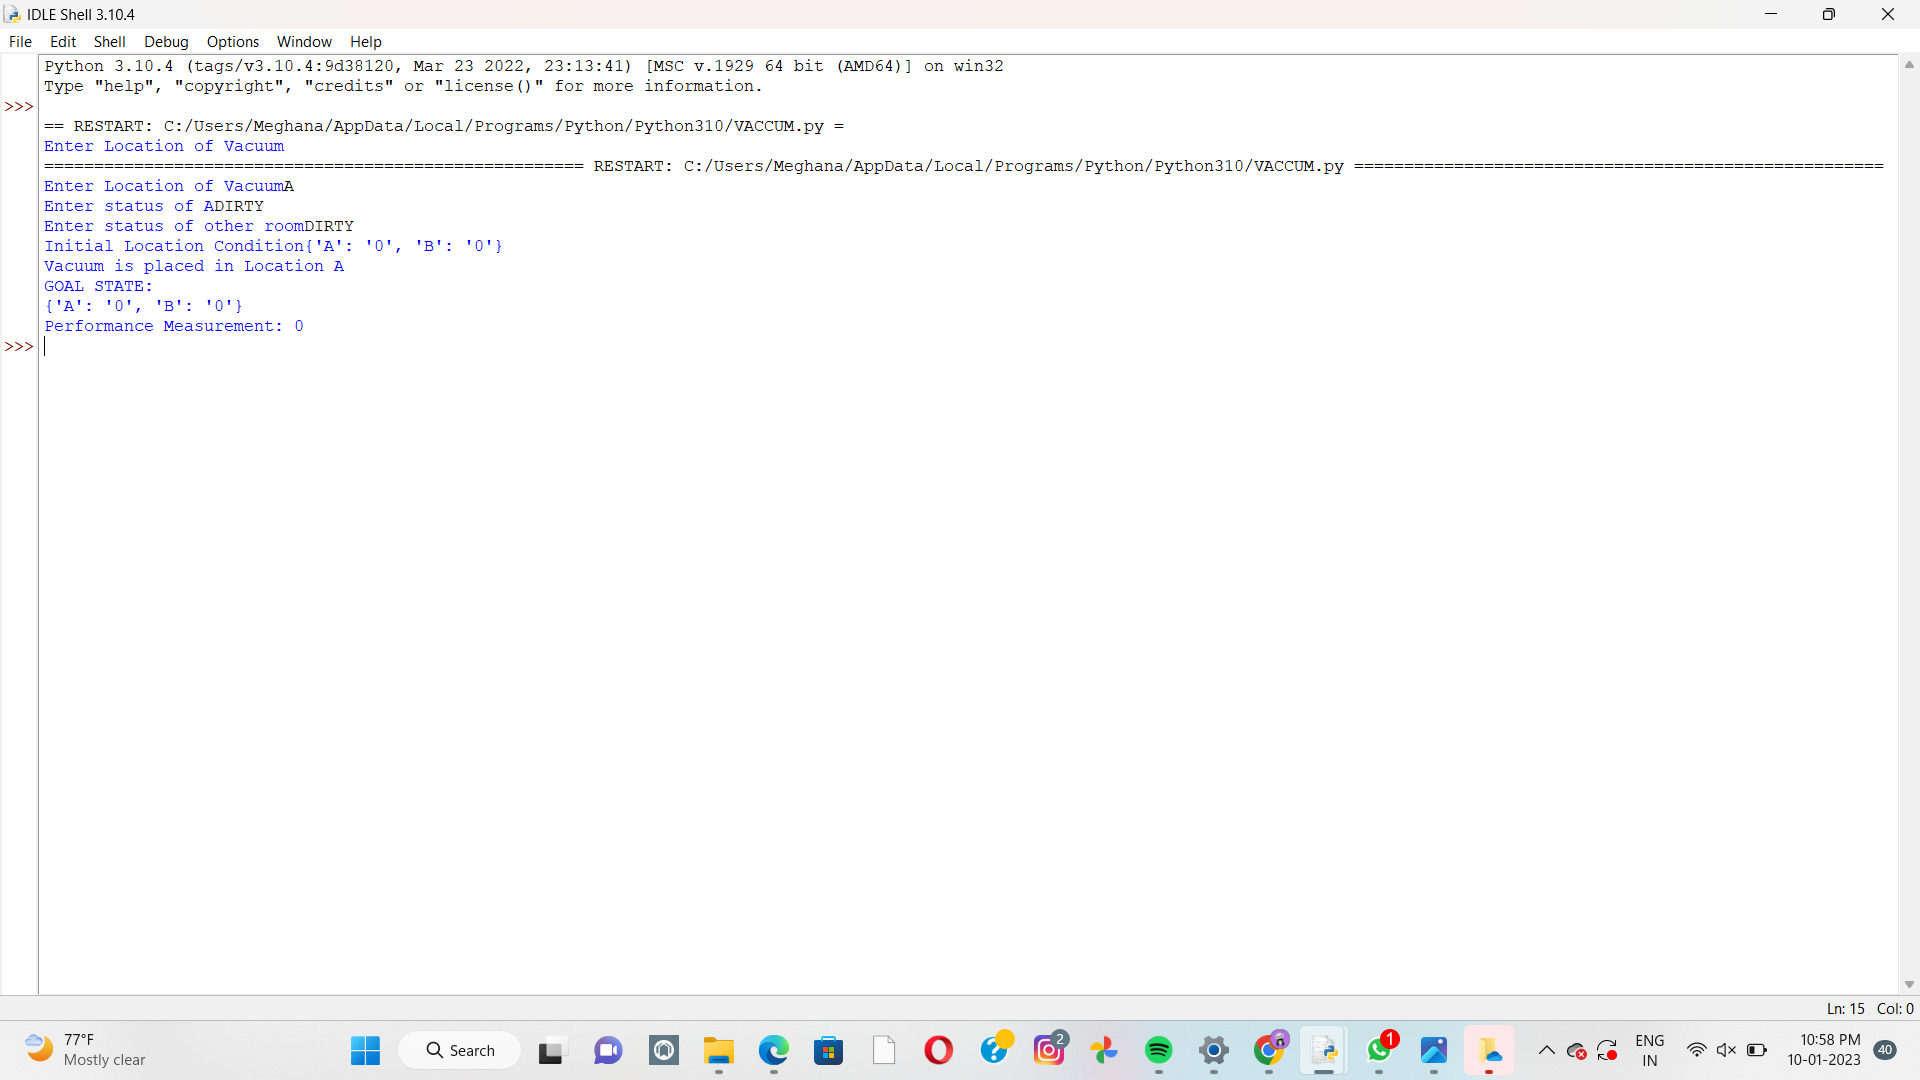 IDLE Shell 3.10.4
File Edit Shell Debug Options Window Help
Python 3.10.4 (tags/v3.10.4:9d38120, Mar 23 2022, 23:13:41) [MSC v.1929 64 bit (AMD64)] on win32
Type "help", "copyright", "credits" or "license()" for more information.
>>>
== RESTART: C:/Users/Meghana/AppData/Local/Programs/Python/Python310/VACCUM.py =
Enter Location of Vacuum
====================================================== RESTART: C:/Users/Meghana/AppData/Local/Programs/Python/Python310/VACCUM.py =====================================================
Enter Location of VacuumA
Enter status of ADIRTY
Enter status of other roomDIRTY
Initial Location Condition{'A': '0', 'B': '0'}
Vacuum is placed in Location A
GOAL STATE:
{'A': '0', 'B': '0'}
Performance Measurement: 0
>>>
Ln: 15 Col: 0
77°F
Mostly clear
Search
2
1
ENG
IN
10:58 PM
10-01-2023
40